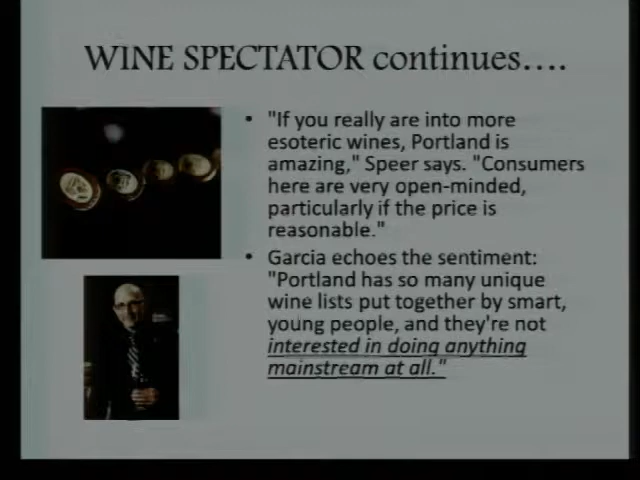 WINE SPECTATOR continues….
• "If you really are into more
esoteric wines, Portland is
amazing," Speer says. "Consumers
here are very open-minded,
particularly if the price is
reasonable."
• Garcia echoes the sentiment:
"Portland has so many unique
wine lists put together by smart,
young people, and they're not
interested in doing anything
mainstream at all."